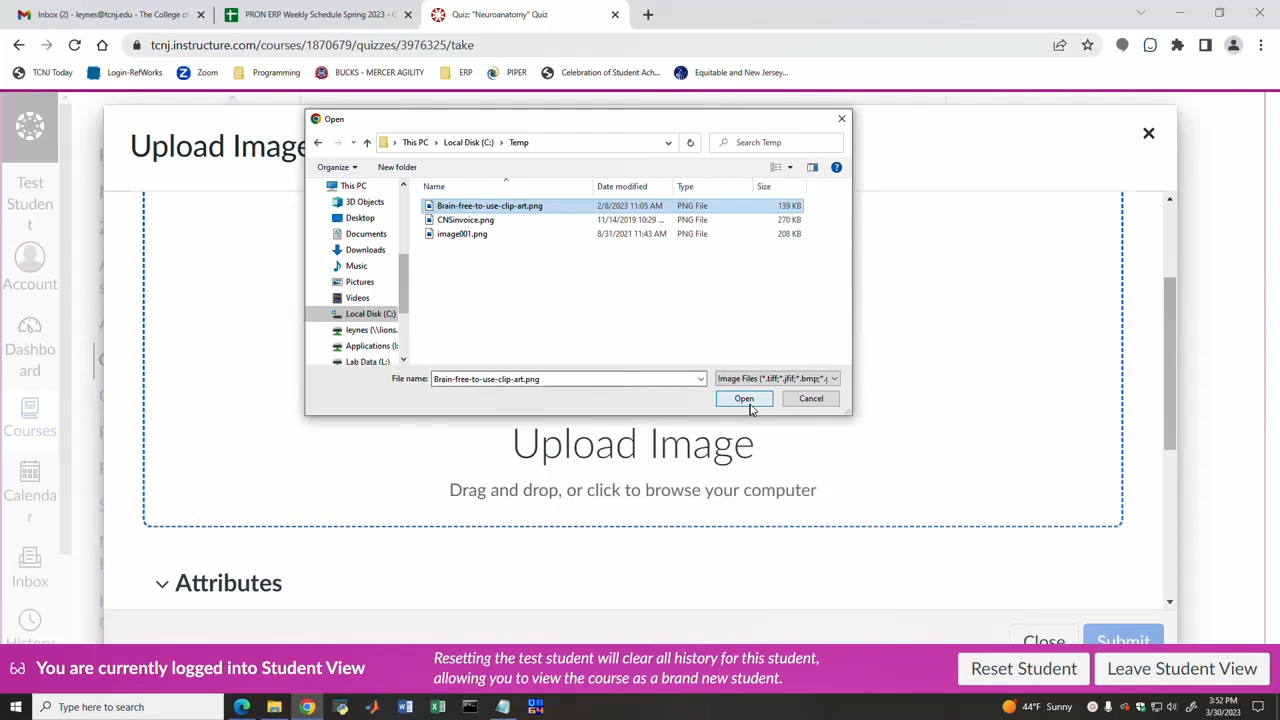 Inbox (2) - leynes@tcnj.edu - The College of
PRON ERP Weekly Schedule Spring 2023 -
Quiz: "Neuroanatomy" Quiz
tcnj.instructure.com/courses/1870679/quizzes/3976325/take
TCNJ Today
Login-RefWorks
Zoom
Programming
BUCKS - MERCER AGILITY
ERP
PIPER
Celebration of Student Ach...
Equitable and New Jersey...
Upload Image
Open
This PC > Local Disk (C:) > Temp
Search Temp
Organize
New folder
This PC
3D Objects
Desktop
Documents
Downloads
Music
Pictures
Videos
Local Disk (C:)
leynes (\\lions.
Applications (I:
Lab Data (L:)
Name Date modified Type Size
Brain-free-to-use-clip-art.png 2/8/2023 11:05 AM PNG File 139 KB
CNSinvoice.png 11/14/2019 10:29 ... PNG File 270 KB
image001.png 8/31/2021 11:43 AM PNG File 208 KB
File name: Brain-free-to-use-clip-art.png
Image Files (*.tiff;*.jfif;*.bmp;*.
Open
Cancel
Test
Studen
t
Account
Dashbo
ard
Courses
Calenda
r
Inbox
History
Upload Image
Drag and drop, or click to browse your computer
Attributes
Close
Submit
You are currently logged into Student View
Resetting the test student will clear all history for this student,
allowing you to view the course as a brand new student.
Reset Student
Leave Student View
Type here to search
44°F Sunny
3:52 PM
3/30/2023